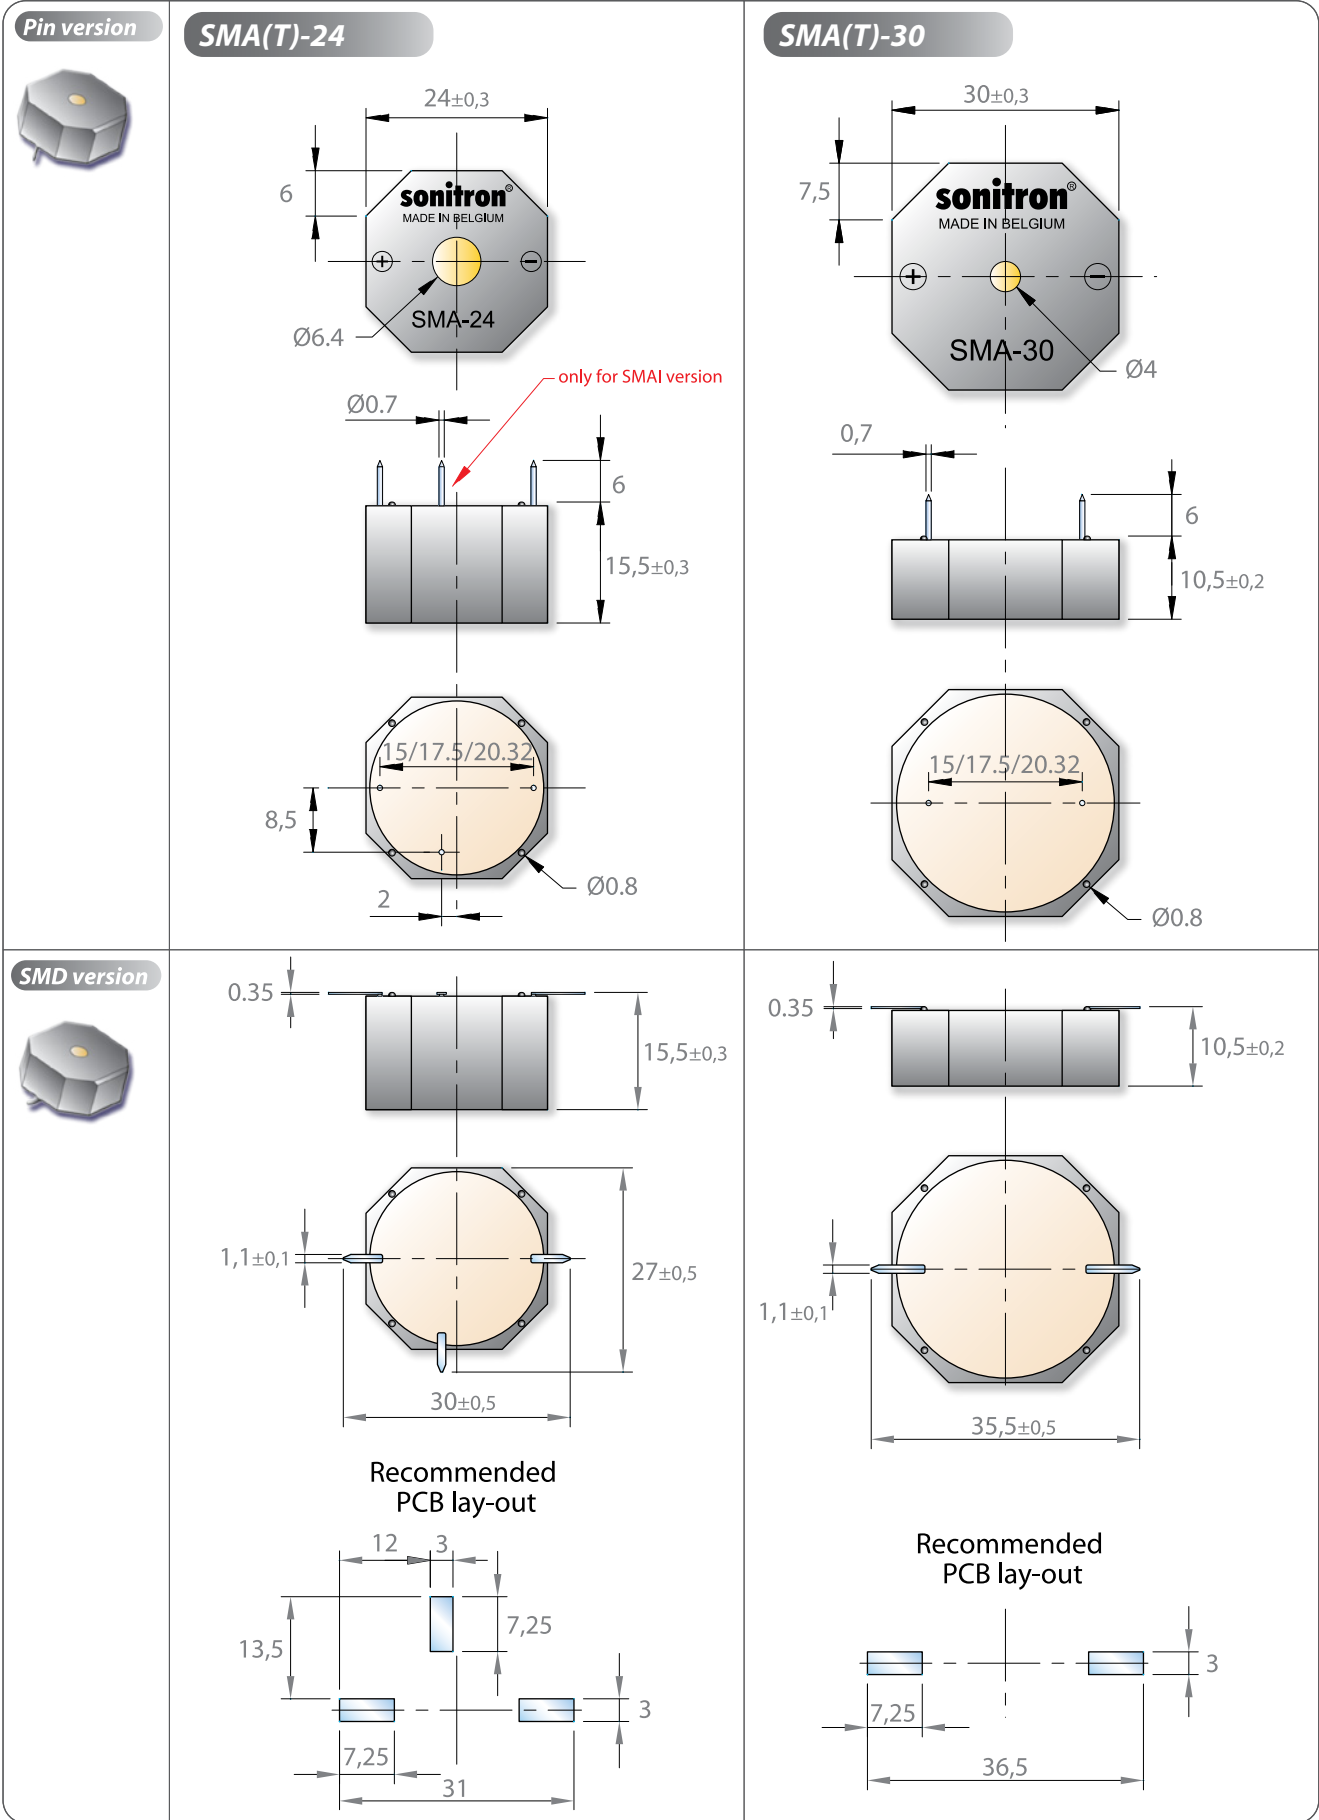 Pin version
SMA(T)-24
SMA(T)-30
24±0,3
6
sonitron®
MADE IN BELGIUM
+
−
Ø6.4
SMA-24
30±0,3
7,5
sonitron®
MADE IN BELGIUM
+
−
SMA-30
Ø4
only for SMAI version
Ø0.7
6
15,5±0,3
0,7
6
10,5±0,2
15/17.5/20.32
8,5
2
Ø0.8
15/17.5/20.32
Ø0.8
SMD version
0.35
15,5±0,3
0.35
10,5±0,2
1,1±0,1
27±0,5
30±0,5
1,1±0,1
35,5±0,5
Recommended
PCB lay-out
12
3
13,5
7,25
3
7,25
31
Recommended
PCB lay-out
3
7,25
36,5